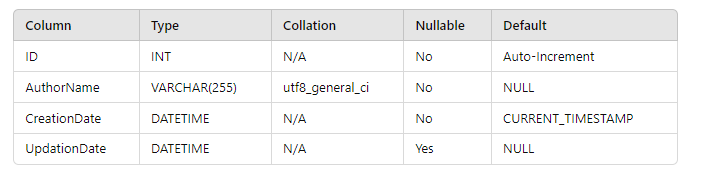 Column Type Collation Nullable Default
ID INT N/A No Auto-Increment
AuthorName VARCHAR(255) utf8_general_ci No NULL
CreationDate DATETIME N/A No CURRENT_TIMESTAMP
UpdationDate DATETIME N/A Yes NULL